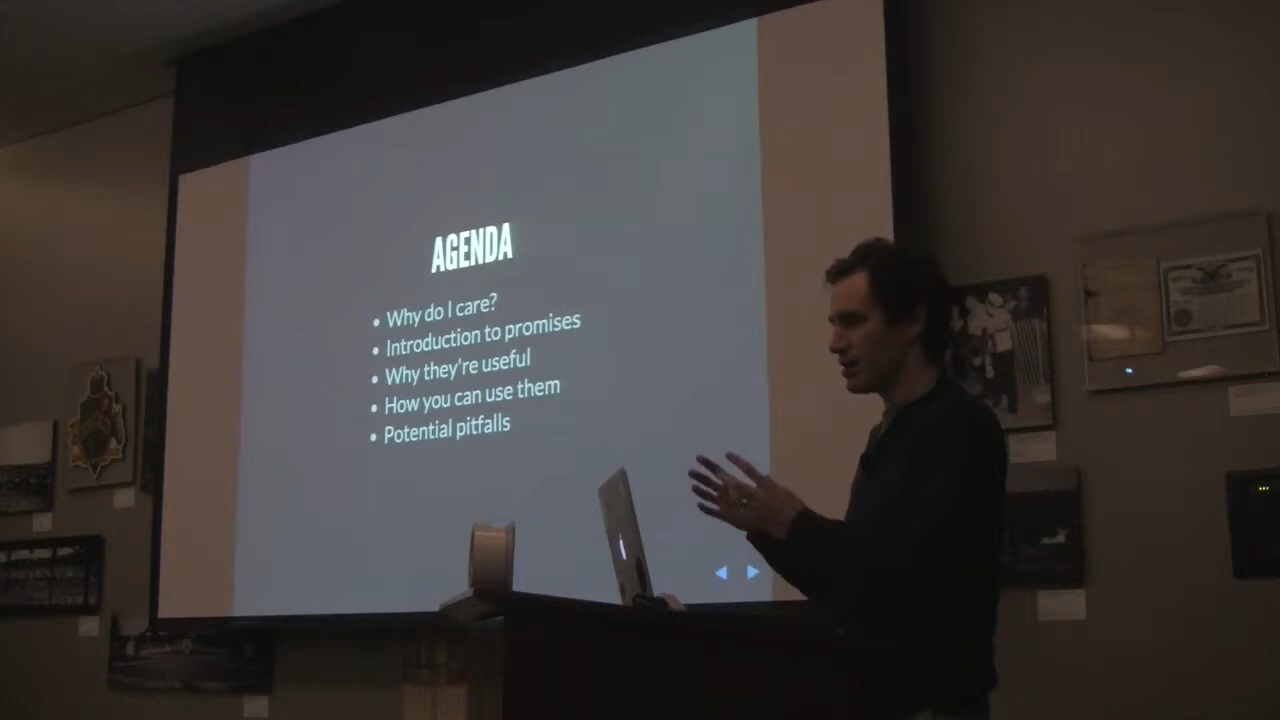 AGENDA
• Why do I care?
• Introduction to promises
• Why they're useful
• How you can use them
• Potential pitfalls